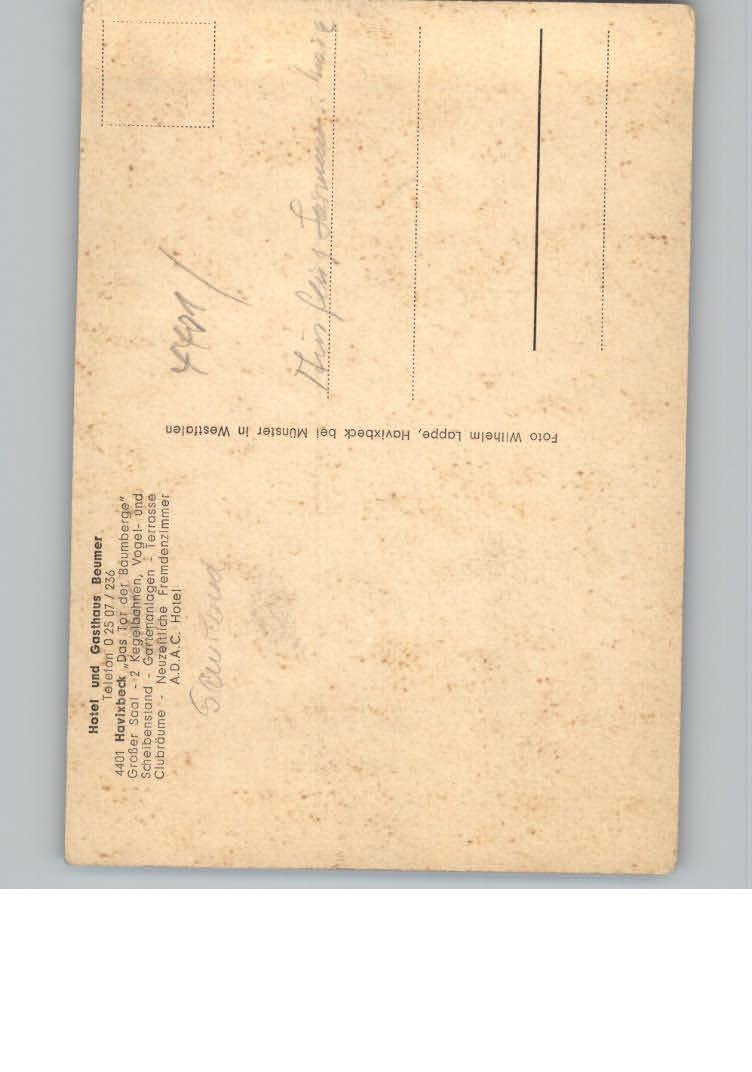 Hotel und Gasthaus Beumer
Telefon 0 25 07 / 236
4401 Havixbeck „Das Tor der Baumberge"
Großer Saal - 2 Kegelbahnen, Vogel- und
Scheibenstand - Gartenanlagen - Terrasse
Clubräume - Neuzeitliche Fremdenzimmer
A.D.A.C. Hotel
Foto Wilhelm Lappe, Havixbeck bei Münster in Westfalen
4401